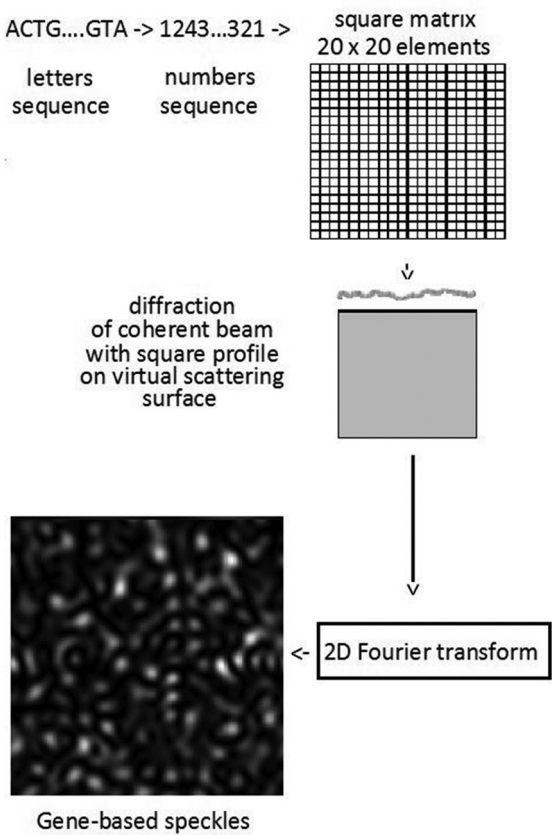 ACTG....GTA -> 1243...321 ->
square matrix
20 x 20 elements
letters
sequence
numbers
sequence
diffraction
of coherent beam
with square profile
on virtual scattering
surface
<- 2D Fourier transform
Gene-based speckles